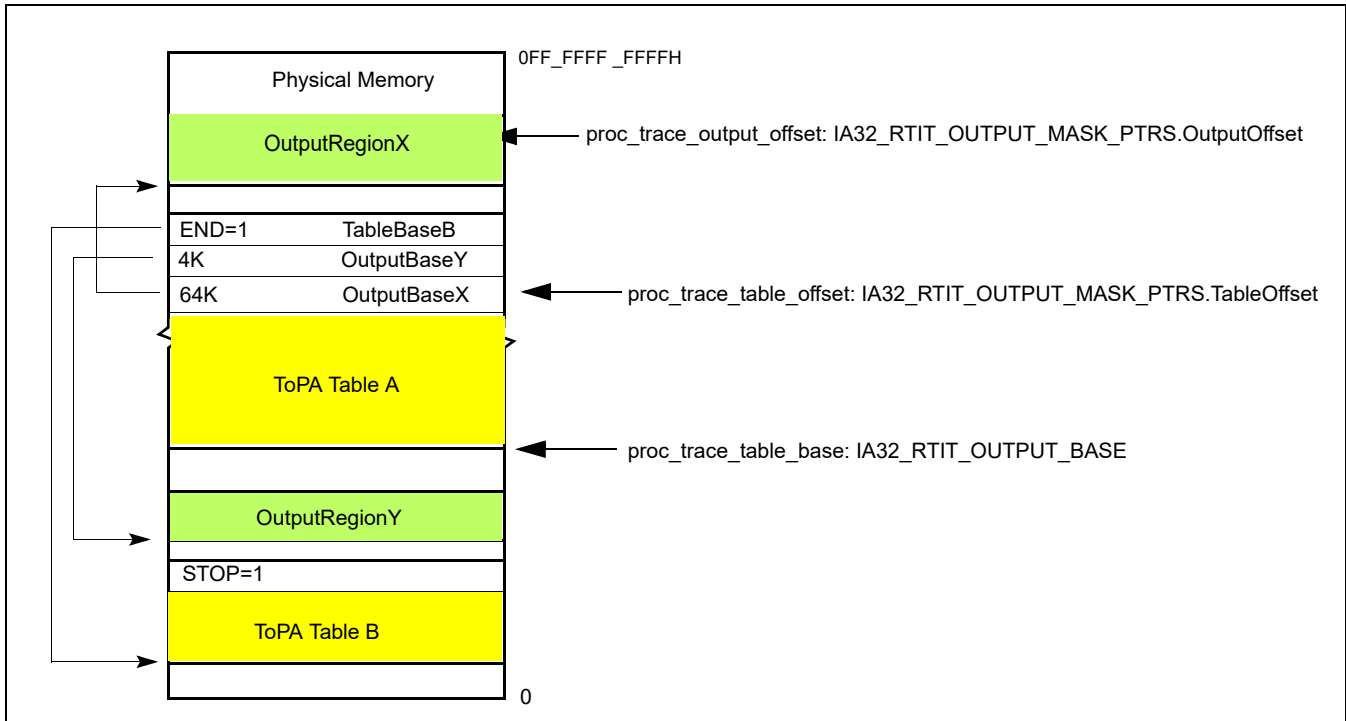 0FF_FFFF _FFFFH
Physical Memory
OutputRegionX
proc_trace_output_offset: IA32_RTIT_OUTPUT_MASK_PTRS.OutputOffset
END=1 TableBaseB
4K OutputBaseY
64K OutputBaseX
proc_trace_table_offset: IA32_RTIT_OUTPUT_MASK_PTRS.TableOffset
ToPA Table A
proc_trace_table_base: IA32_RTIT_OUTPUT_BASE
OutputRegionY
STOP=1
ToPA Table B
0